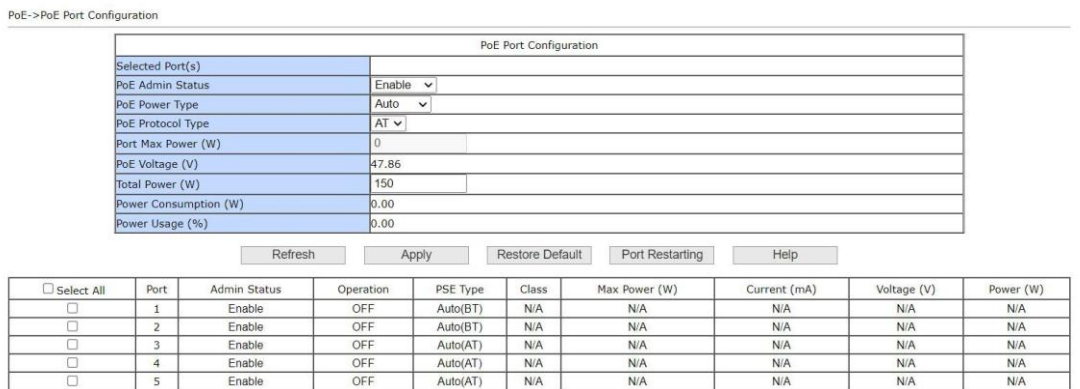 PoE->PoE Port Configuration
PoE Port Configuration
Selected Port(s)
PoE Admin Status Enable
PoE Power Type Auto
PoE Protocol Type AT
Port Max Power (W) 0
PoE Voltage (V) 47.86
Total Power (W) 150
Power Consumption (W) 0.00
Power Usage (%) 0.00
Refresh Apply Restore Default Port Restarting Help
Select All Port Admin Status Operation PSE Type Class Max Power (W) Current (mA) Voltage (V) Power (W)
1 Enable OFF Auto(BT) N/A N/A N/A N/A N/A
2 Enable OFF Auto(BT) N/A N/A N/A N/A N/A
3 Enable OFF Auto(AT) N/A N/A N/A N/A N/A
4 Enable OFF Auto(AT) N/A N/A N/A N/A N/A
5 Enable OFF Auto(AT) N/A N/A N/A N/A N/A